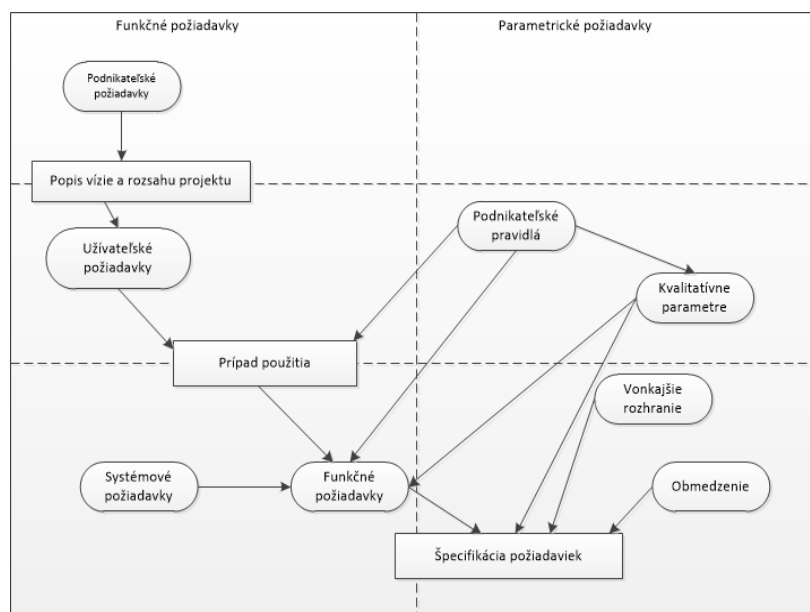 Funkčné požiadavky
Parametrické požiadavky
Podnikateľské
požiadavky
Popis vízie a rozsahu projektu
Podnikateľské
pravidlá
Užívateľské
požiadavky
Kvalitatívne
parametre
Prípad použitia
Vonkajšie
rozhranie
Systémové
požiadavky
Funkčné
požiadavky
Obmedzenie
Špecifikácia požiadaviek